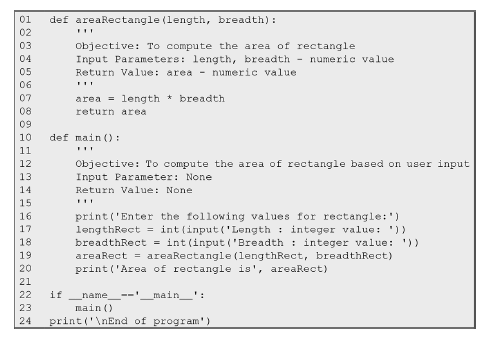 01 def areaRectangle(length, breadth):
02     '''
03     Objective: To compute the area of rectangle
04     Input Parameters: length, breadth - numeric value
05     Return Value: area - numeric value
06     '''
07     area = length * breadth
08     return area
09
10 def main():
11     '''
12     Objective: To compute the area of rectangle based on user input
13     Input Parameter: None
14     Return Value: None
15     '''
16     print('Enter the following values for rectangle:')
17     lengthRect = int(input('Length : integer value: '))
18     breadthRect = int(input('Breadth : integer value: '))
19     areaRect = areaRectangle(lengthRect, breadthRect)
20     print('Area of rectangle is', areaRect)
21
22 if __name__=='__main__':
23     main()
24 print('\nEnd of program')